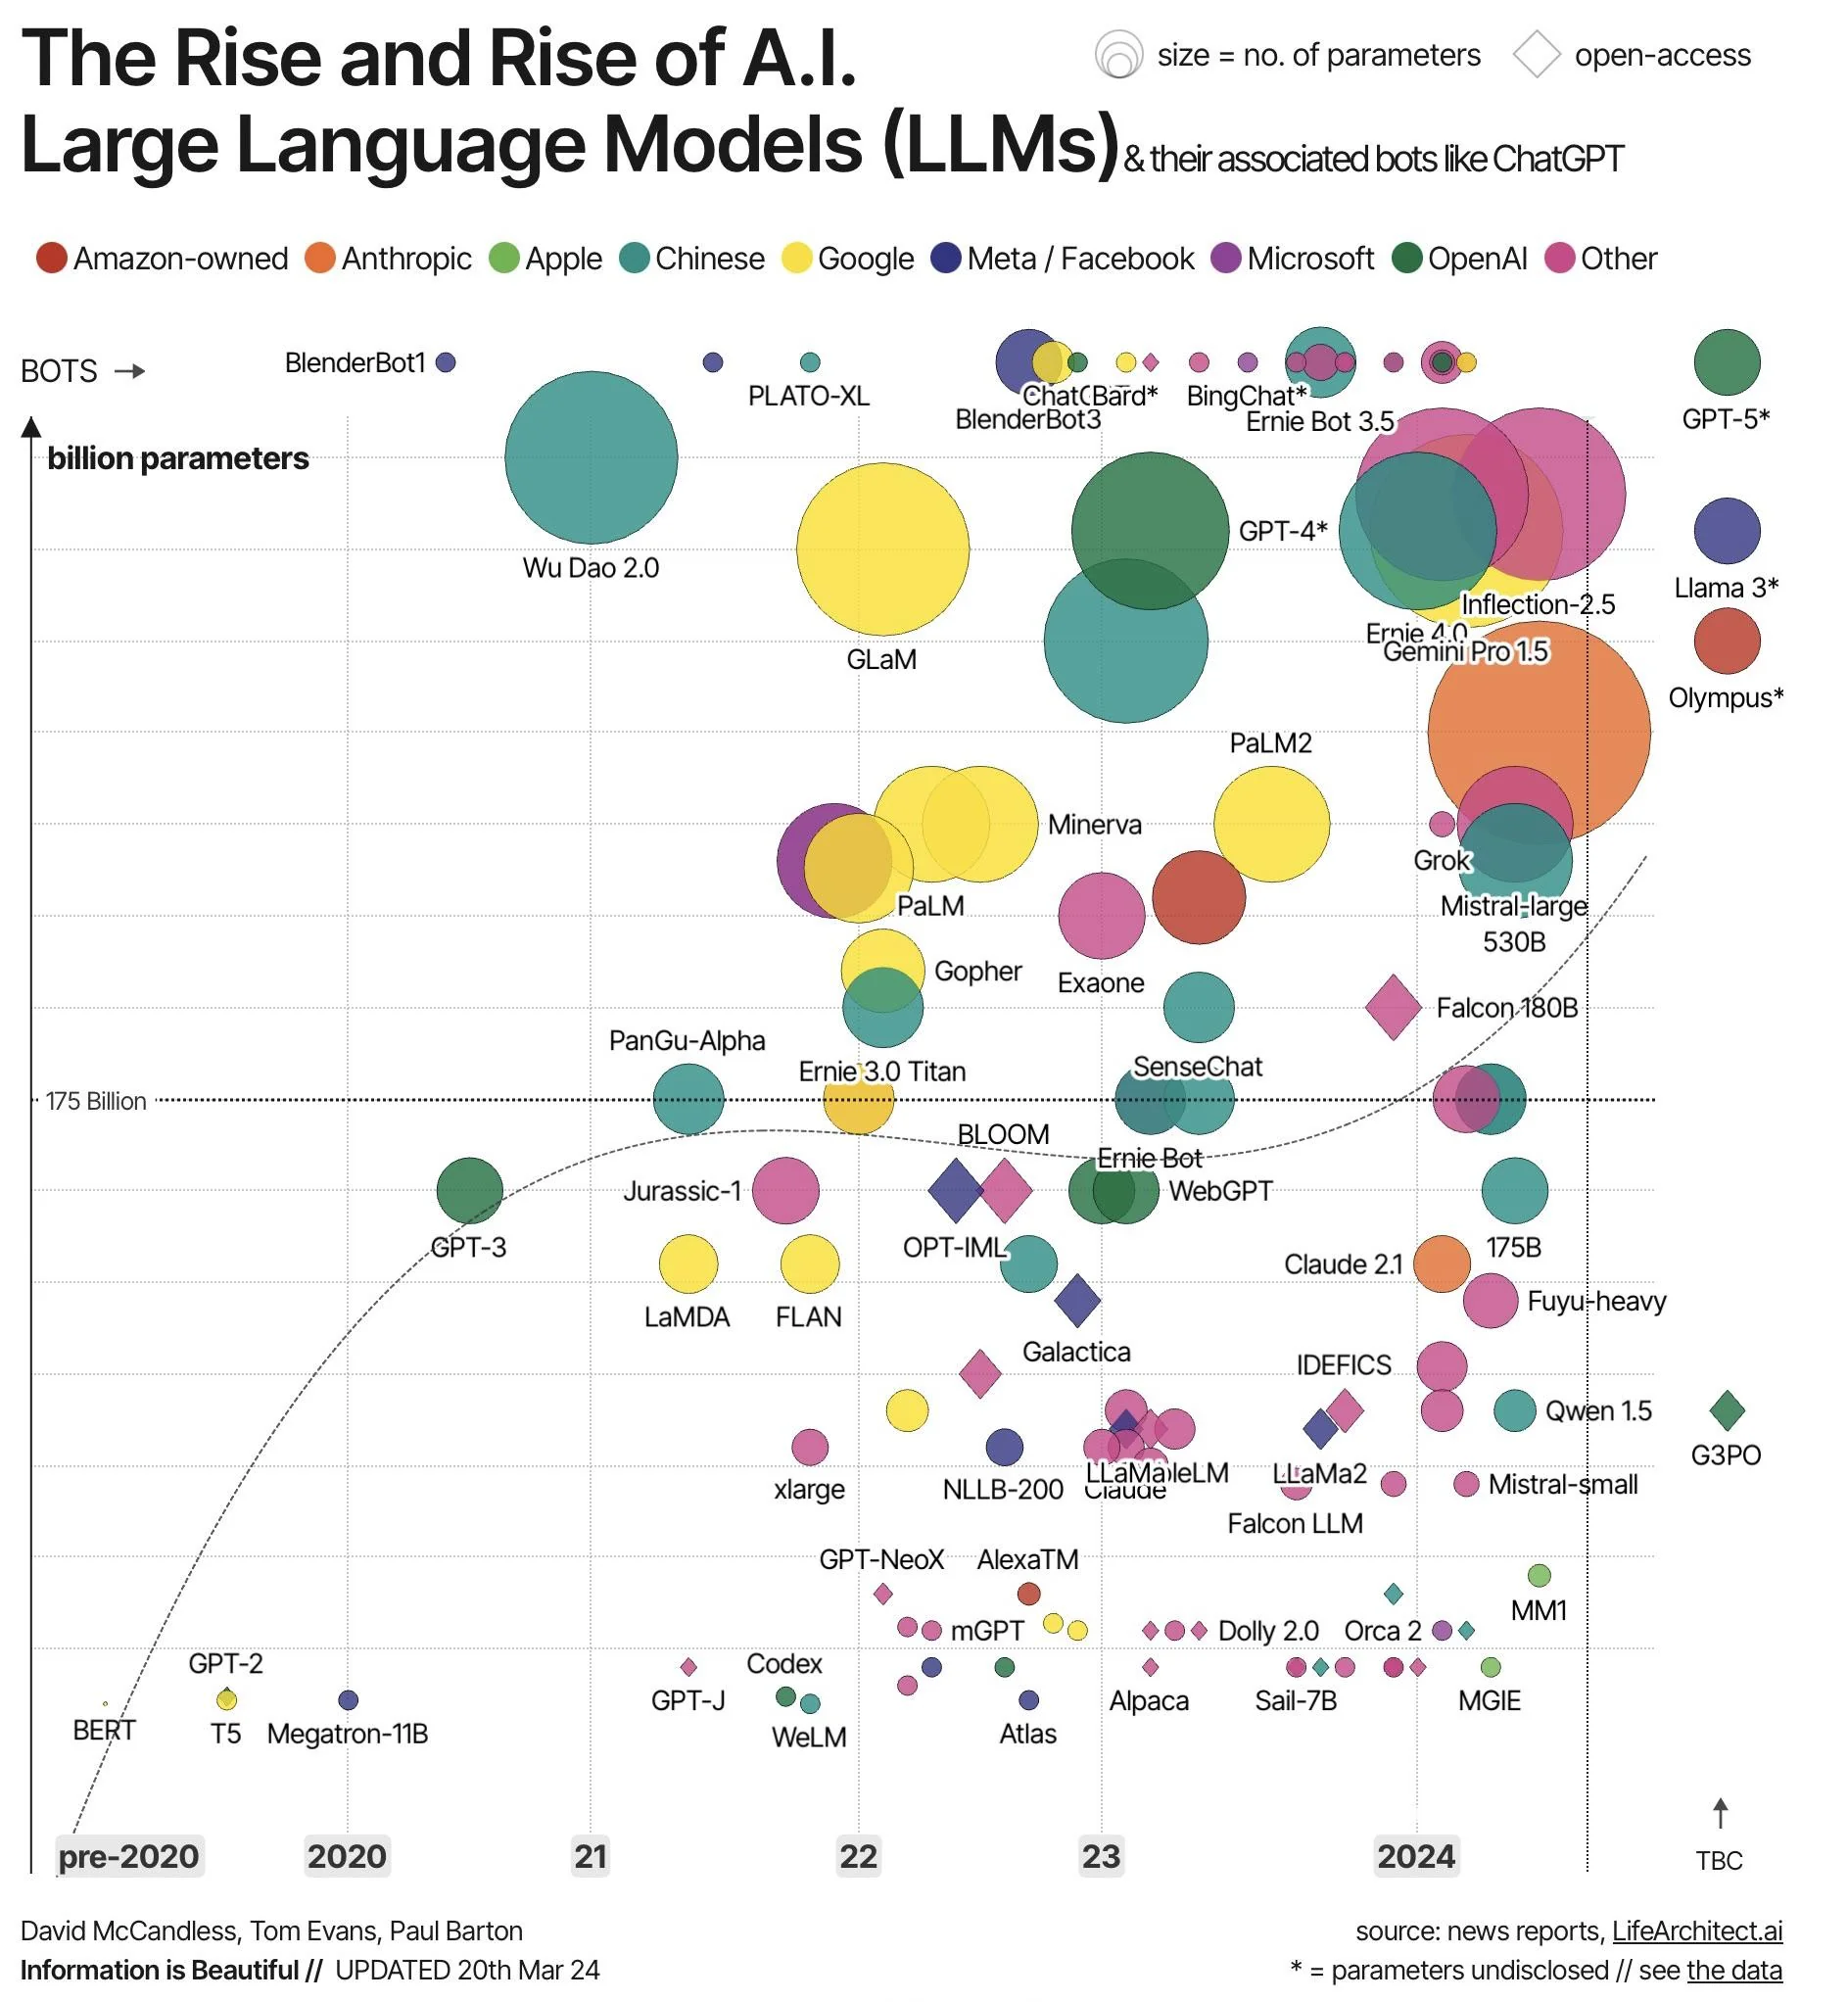 The Rise and Rise of A.I.
Large Language Models (LLMs) & their associated bots like ChatGPT
size = no. of parameters
open-access
Amazon-owned
Anthropic
Apple
Chinese
Google
Meta / Facebook
Microsoft
OpenAI
Other
BOTS →
BlenderBot1
PLATO-XL
BlenderBot3
Bard*
BingChat*
Ernie Bot 3.5
GPT-5*
billion parameters
Wu Dao 2.0
GLaM
GPT-4*
Inflection-2.5
Ernie 4.0
Gemini Pro 1.5
Llama 3*
Olympus*
PaLM2
Minerva
PaLM
Grok
Mistral-large
530B
Gopher
Exaone
Falcon 180B
PanGu-Alpha
Ernie 3.0 Titan
SenseChat
175 Billion
BLOOM
Ernie Bot
Jurassic-1
WebGPT
GPT-3
OPT-IML
175B
LaMDA
FLAN
Claude 2.1
Fuyu-heavy
Galactica
IDEFICS
Qwen 1.5
G3PO
xlarge
NLLB-200
LLaMa
Claude
LLaMa2
Mistral-small
Falcon LLM
GPT-NeoX
AlexaTM
MM1
mGPT
Dolly 2.0
Orca 2
GPT-2
Codex
BERT
T5
Megatron-11B
GPT-J
WeLM
Atlas
Alpaca
Sail-7B
MGIE
pre-2020
2020
21
22
23
2024
TBC
David McCandless, Tom Evans, Paul Barton
Information is Beautiful // UPDATED 20th Mar 24
source: news reports, LifeArchitect.ai
* = parameters undisclosed // see the data